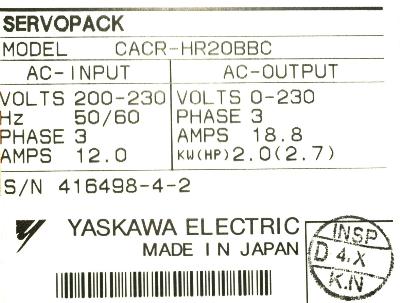 SERVOPACK
MODEL CACR-HR20BBC
AC-INPUT AC-OUTPUT
VOLTS 200-230 VOLTS 0-230
Hz 50/60 PHASE 3
PHASE 3 AMPS 18.8
AMPS 12.0 KW(HP) 2.0(2.7)
S/N 416498-4-2
YASKAWA ELECTRIC
MADE IN JAPAN
INSP
D 4.X
K.N